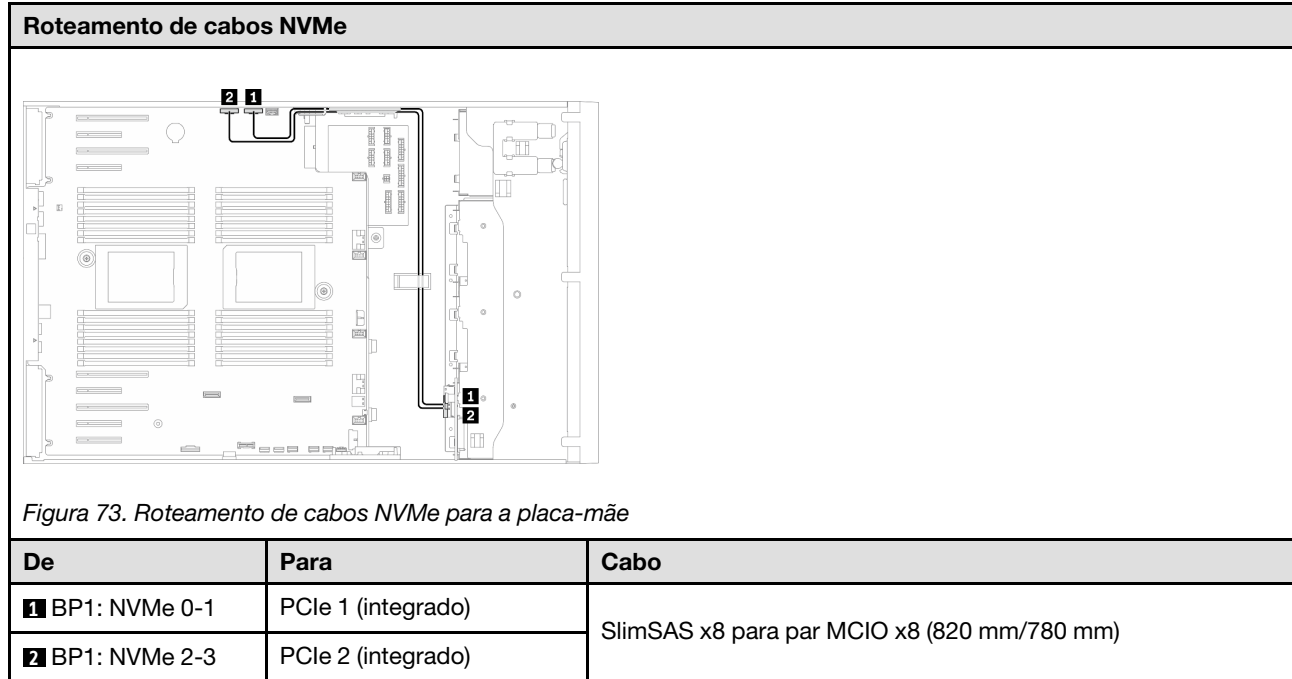 Roteamento de cabos NVMe
2 1
1
2
Figura 73. Roteamento de cabos NVMe para a placa-mãe
De Para Cabo
1 BP1: NVMe 0-1 PCIe 1 (integrado) SlimSAS x8 para par MCIO x8 (820 mm/780 mm)
2 BP1: NVMe 2-3 PCIe 2 (integrado)